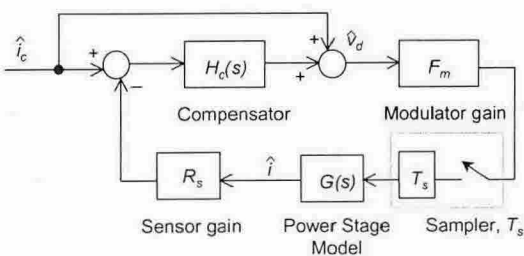 î_c
+
−
H_c(s)
+
+
v̂_d
F_m
Compensator
Modulator gain
R_s
î
G(s)
T_s
Sensor gain
Power Stage
Model
Sampler, T_s